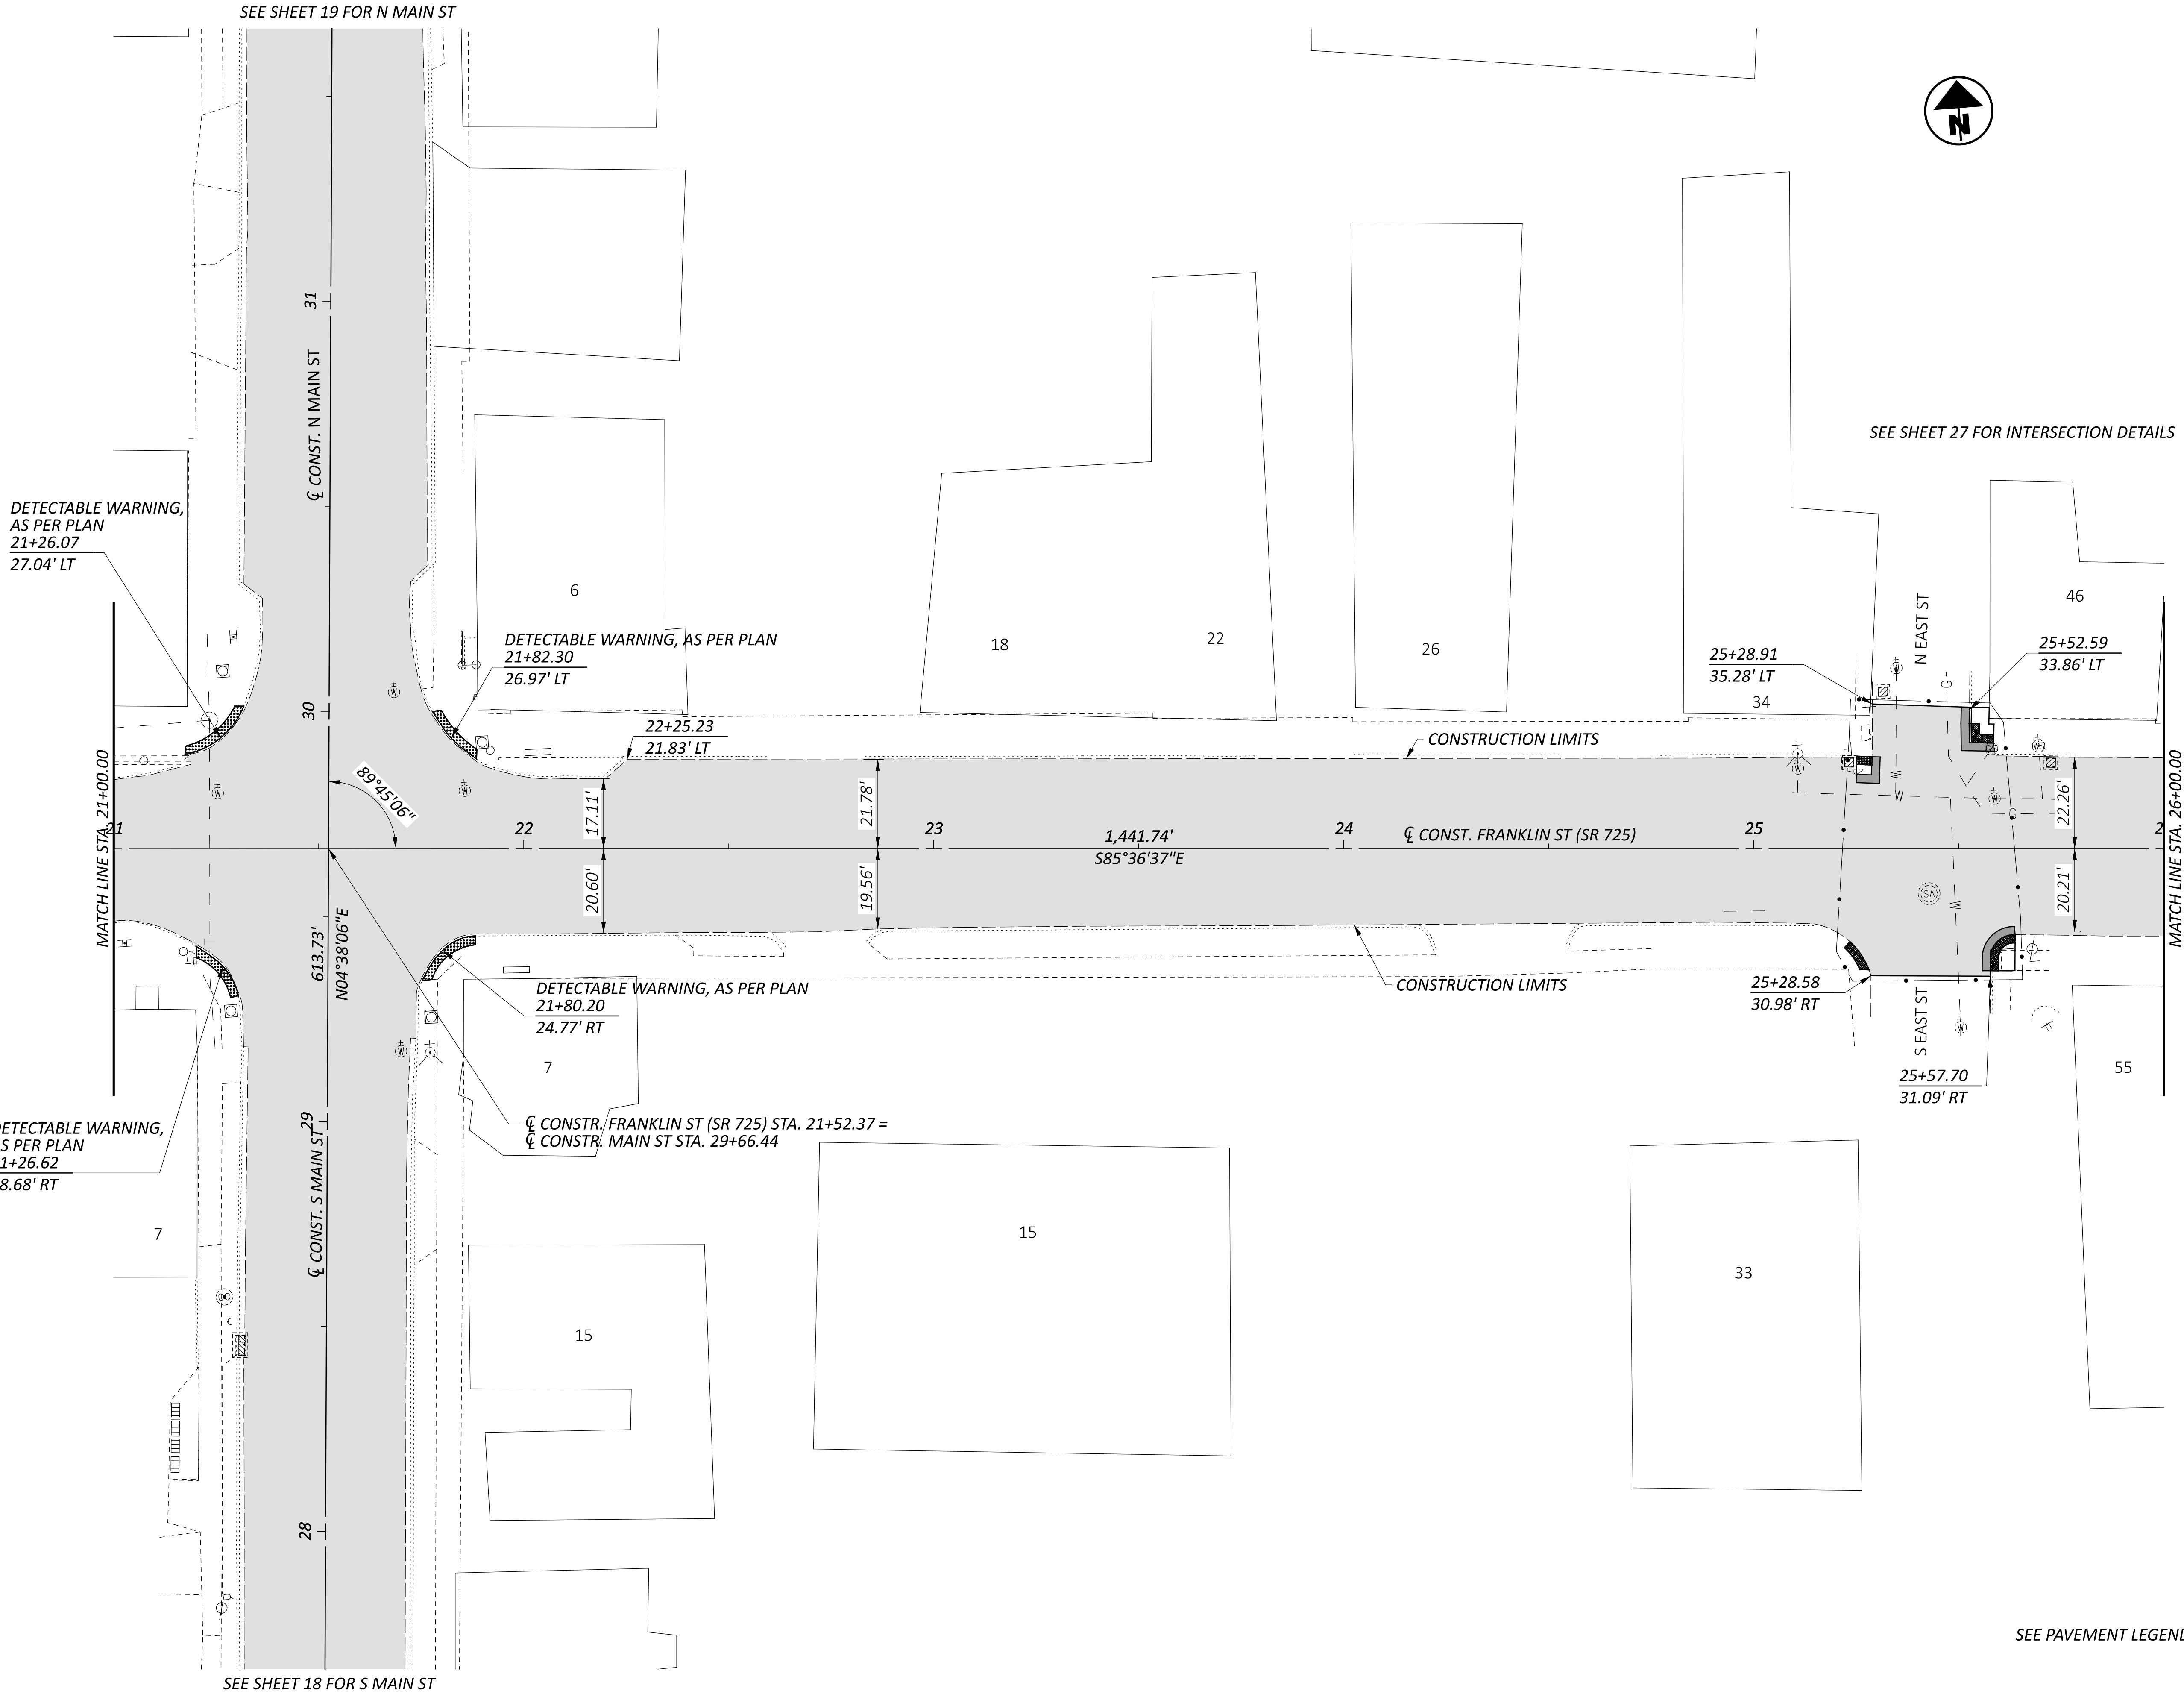 SEE SHEET 19 FOR N MAIN ST
N
31
℄ CONST. N MAIN ST
SEE SHEET 27 FOR INTERSECTION DETAILS
DETECTABLE WARNING,
AS PER PLAN
21+26.07
27.04' LT
6
DETECTABLE WARNING, AS PER PLAN
21+82.30
26.97' LT
18
22
26
34
46
N EAST ST
25+28.91
35.28' LT
25+52.59
33.86' LT
30
22+25.23
21.83' LT
CONSTRUCTION LIMITS
89°45'06"
17.11'
21.78'
22.26'
MATCH LINE STA. 21+00.00
21
22
23
24
25
2
1,441.74'
S85°36'37"E
℄ CONST. FRANKLIN ST (SR 725)
MATCH LINE STA. 26+00.00
20.60'
19.56'
20.21'
SA
W
W
W
G
G
613.73'
N04°38'06"E
DETECTABLE WARNING, AS PER PLAN
21+80.20
24.77' RT
CONSTRUCTION LIMITS
25+28.58
30.98' RT
S EAST ST
25+57.70
31.09' RT
7
55
℄ CONSTR. FRANKLIN ST (SR 725) STA. 21+52.37 =
℄ CONSTR. MAIN ST STA. 29+66.44
29
℄ CONST. S MAIN ST
DETECTABLE WARNING,
S PER PLAN
1+26.62
8.68' RT
7
15
15
33
28
SEE PAVEMENT LEGEND
SEE SHEET 18 FOR S MAIN ST